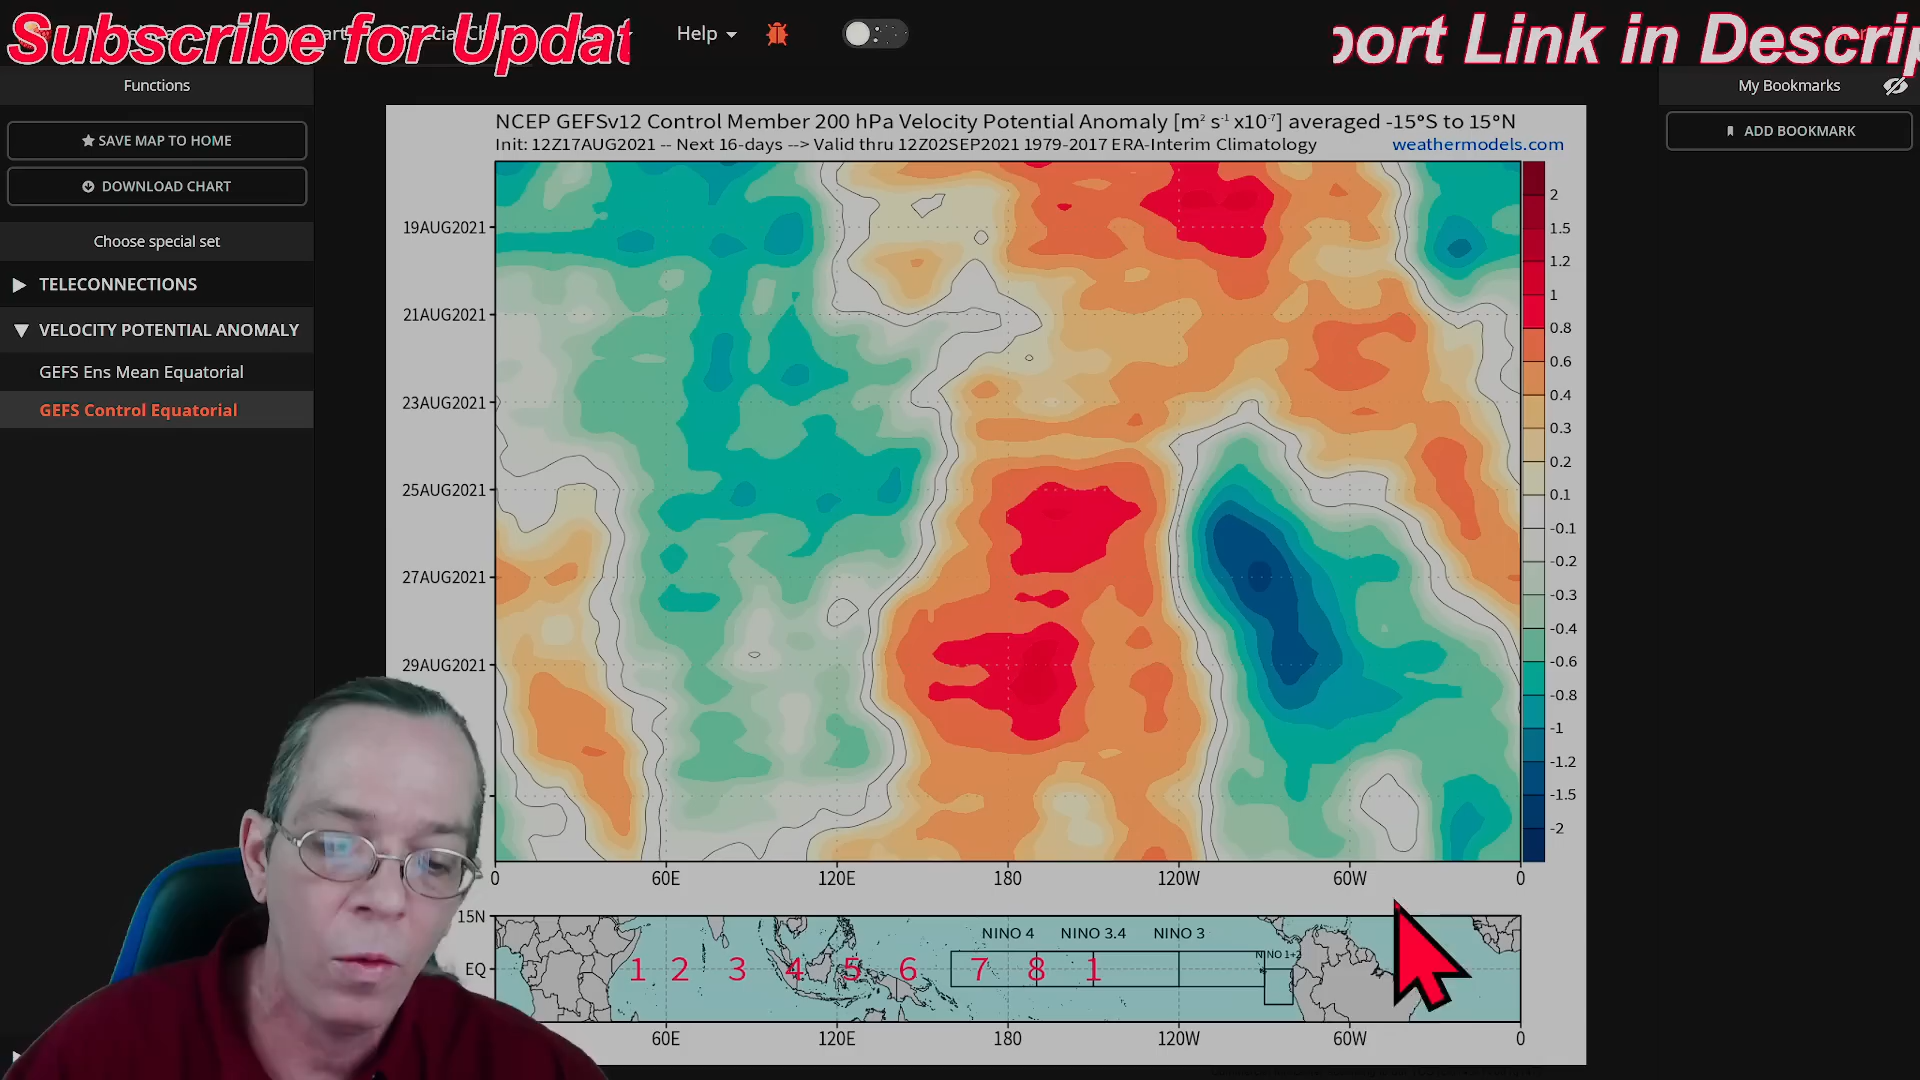 Subscribe for Updat
Help
port Link in Descrip
Functions
My Bookmarks
SAVE MAP TO HOME
ADD BOOKMARK
DOWNLOAD CHART
Choose special set
TELECONNECTIONS
VELOCITY POTENTIAL ANOMALY
GEFS Ens Mean Equatorial
GEFS Control Equatorial
NCEP GEFSv12 Control Member 200 hPa Velocity Potential Anomaly [m² s⁻¹ x10⁻⁷] averaged -15°S to 15°N
Init: 12Z17AUG2021 -- Next 16-days --> Valid thru 12Z02SEP2021 1979-2017 ERA-Interim Climatology
weathermodels.com
19AUG2021
21AUG2021
23AUG2021
25AUG2021
27AUG2021
29AUG2021
2
1.5
1.2
1
0.8
0.6
0.4
0.3
0.2
0.1
-0.1
-0.2
-0.3
-0.4
-0.6
-0.8
-1
-1.2
-1.5
-2
0 60E 120E 180 120W 60W 0
15N
NINO 4 NINO 3.4 NINO 3
NINO 1+2
EQ
1 2 3 4 5 6 7 8 1
60E 120E 180 120W 60W 0